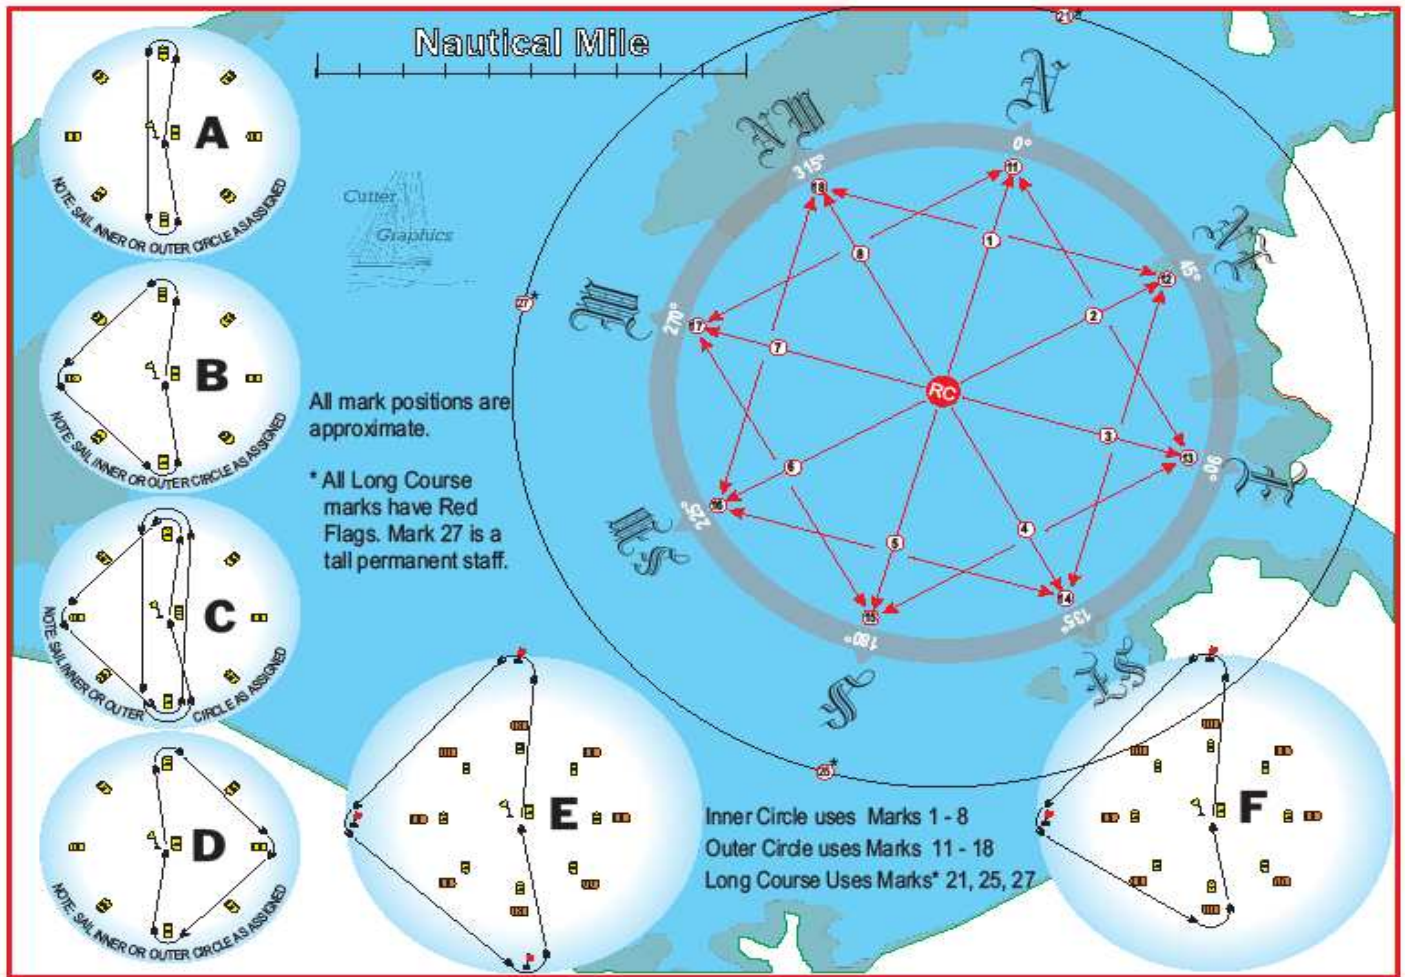 Nautical Mile
A
NOTE: SAIL INNER OR OUTER CIRCLE AS ASSIGNED
B
NOTE: SAIL INNER OR OUTER CIRCLE AS ASSIGNED
C
NOTE: SAIL INNER OR OUTER CIRCLE AS ASSIGNED
D
NOTE: SAIL INNER OR OUTER CIRCLE AS ASSIGNED
Cutter
Graphics
All mark positions are
approximate.
* All Long Course
marks have Red
Flags. Mark 27 is a
tall permanent staff.
21*
N
0°
11
1
NW
315°
18
8
NE
45°
12
2
27*
W
270°
17
7
RC
3
13
90°
E
6
16
225°
SW
5
4
15
180°
S
14
135°
SE
25*
E
Inner Circle uses Marks 1 - 8
Outer Circle uses Marks 11 - 18
Long Course Uses Marks* 21, 25, 27
F